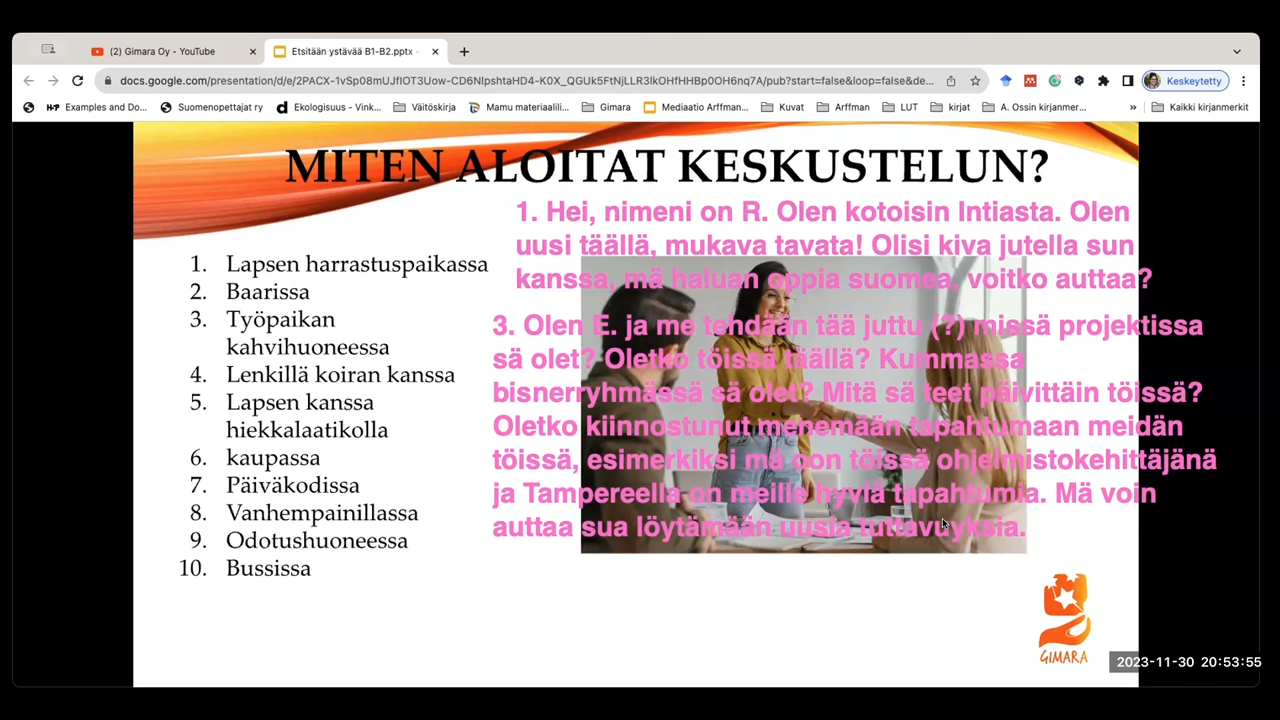 (2) Gimara Oy - YouTube
Etsitään ystävää B1-B2.pptx -
docs.google.com/presentation/d/e/2PACX-1vSp08mUJflOT3Uow-CD6NlpshtaHD4-K0X_QGUk5FtNjLLR3lkOHfHHBp0OH6nq7A/pub?start=false&loop=false&de...
Keskeytetty
Examples and Do...
Suomenopettajat ry
Ekologisuus - Vink...
Väitöskirja
Mamu materiaalil...
Gimara
Mediaatio Arffman...
Kuvat
Arffman
LUT
kirjat
A. Ossin kirjanmer...
»
Kaikki kirjanmerkit
MITEN ALOITAT KESKUSTELUN?
1. Lapsen harrastuspaikassa
2. Baarissa
3. Työpaikan
kahvihuoneessa
4. Lenkillä koiran kanssa
5. Lapsen kanssa
hiekkalaatikolla
6. kaupassa
7. Päiväkodissa
8. Vanhempainillassa
9. Odotushuoneessa
10. Bussissa
1. Hei, nimeni on R. Olen kotoisin Intiasta. Olen
uusi täällä, mukava tavata! Olisi kiva jutella sun
kanssa, mä haluan oppia suomea, voitko auttaa?
3. Olen E. ja me tehdään tää juttu (?) missä projektissa
sä olet? Oletko töissä täällä? Kummassa
bisnerryhmässä sä olet? Mitä sä teet päivittäin töissä?
Oletko kiinnostunut menemään tapahtumaan meidän
töissä, esimerkiksi mä oon töissä ohjelmistokehittäjänä
ja Tampereella on meille hyviä tapahtumia. Mä voin
auttaa sua löytämään uusia tuttavuyksia.
GIMARA
2023-11-30 20:53:55